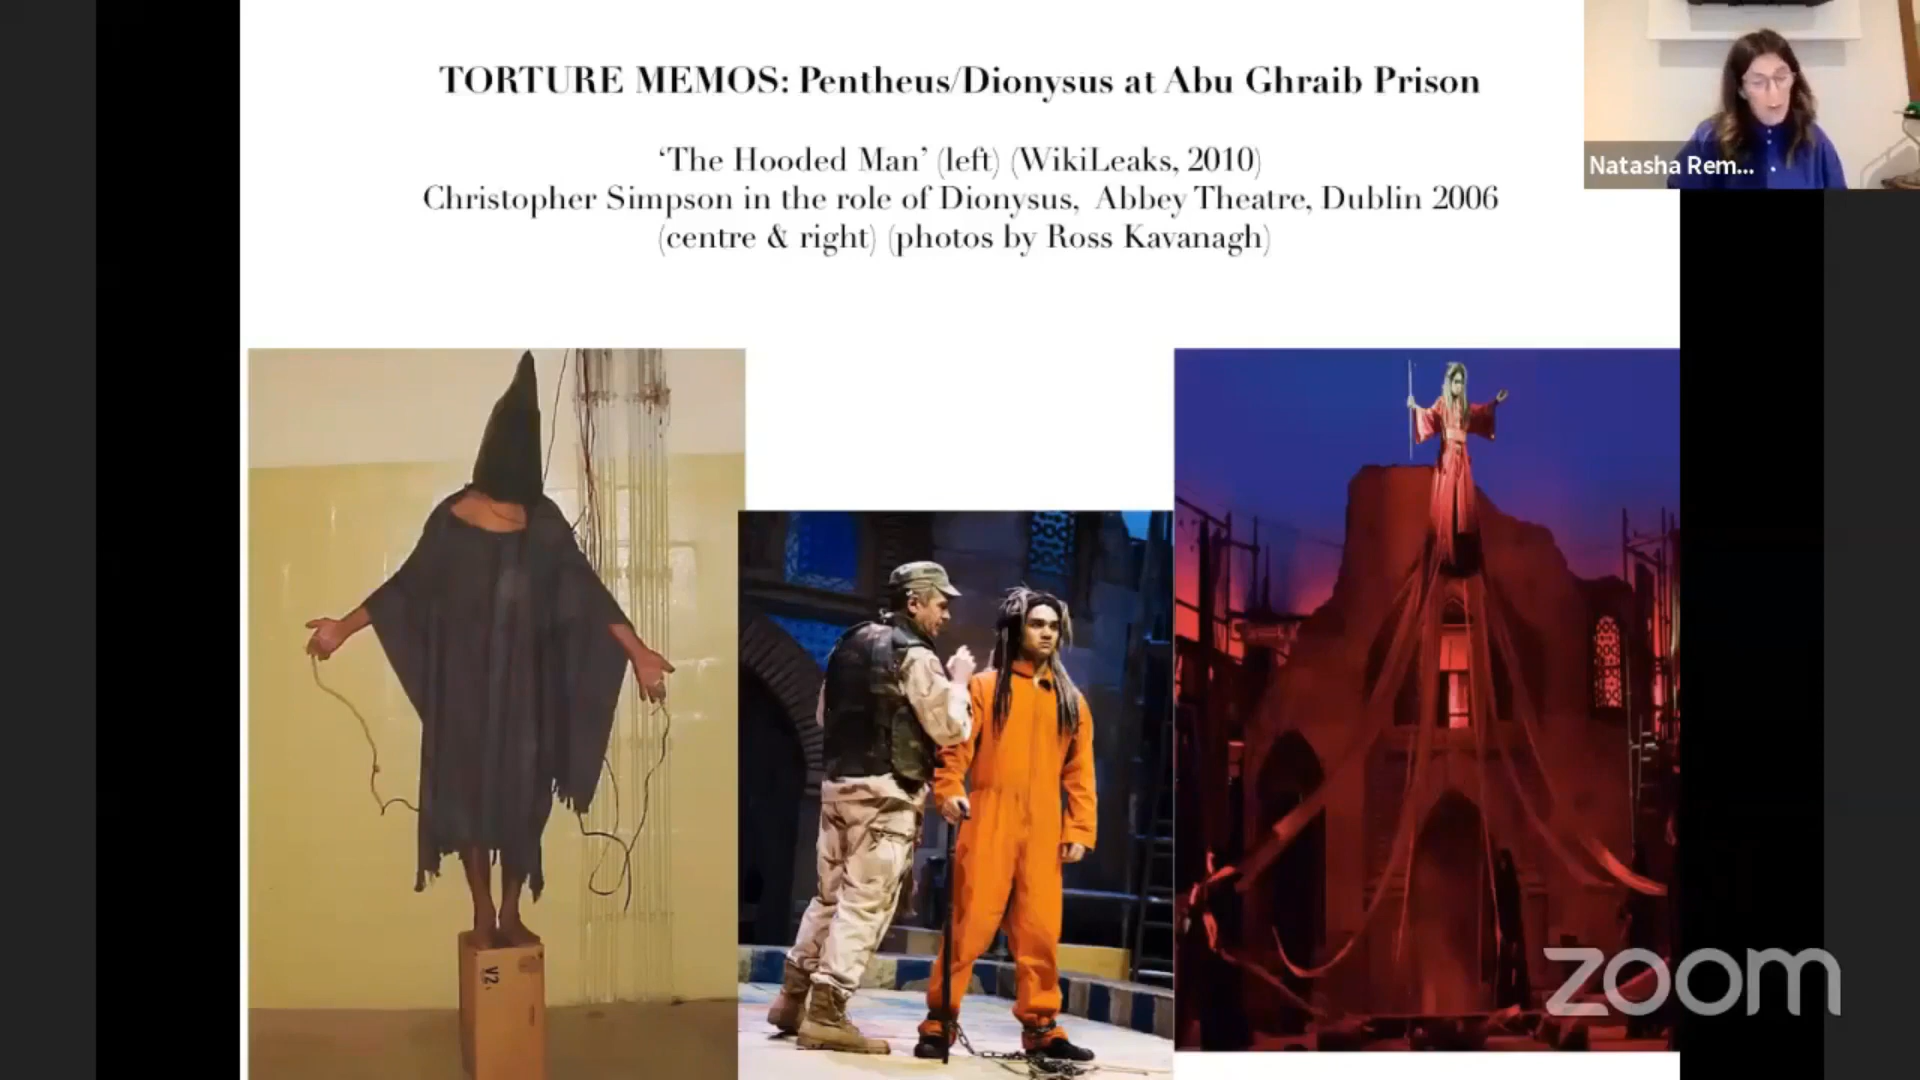 TORTURE MEMOS: Pentheus/Dionysus at Abu Ghraib Prison
‘The Hooded Man’ (left) (WikiLeaks, 2010)
Christopher Simpson in the role of Dionysus, Abbey Theatre, Dublin 2006
(centre & right) (photos by Ross Kavanagh)
Natasha Rem...
V2.
zoom